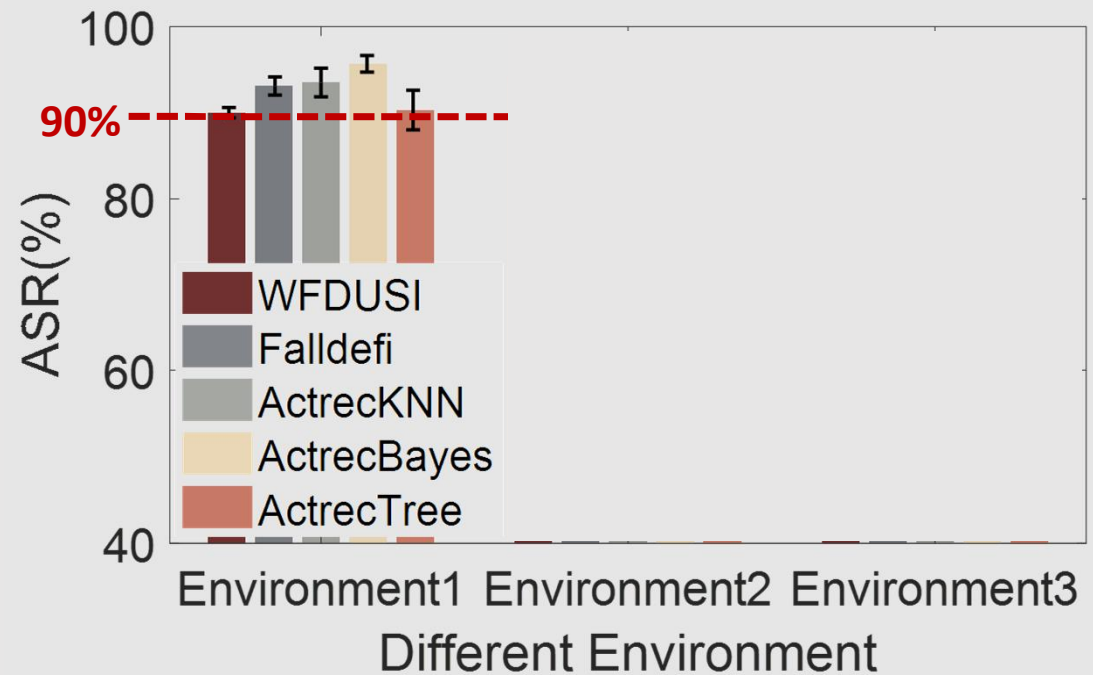 100
90%
80
60
40
ASR(%)
WFDUSI
Falldefi
ActrecKNN
ActrecBayes
ActrecTree
Environment1 Environment2 Environment3
Different Environment